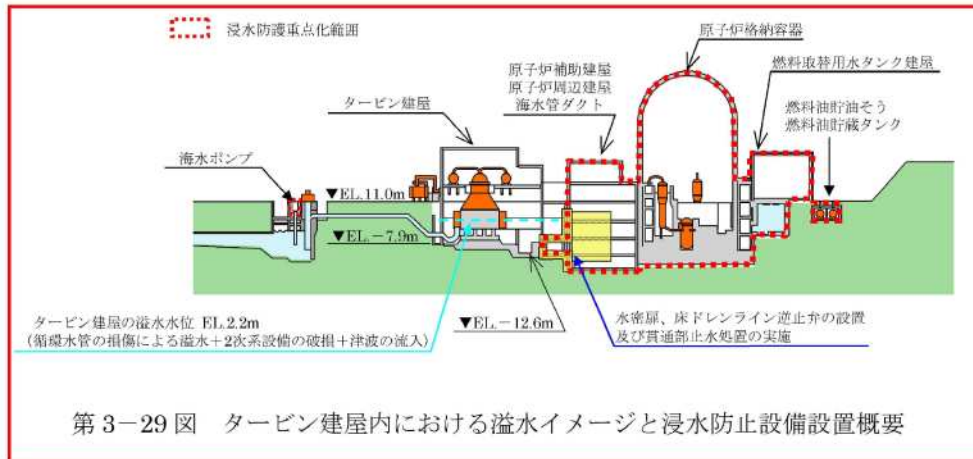 浸水防護重点化範囲
原子炉格納容器
燃料取替用水タンク建屋
原子炉補助建屋
原子炉周辺建屋
海水管ダクト
タービン建屋
燃料油貯油そう
燃料油貯蔵タンク
海水ポンプ
▼EL.11.0m
▼EL.-7.9m
タービン建屋の溢水水位 EL.2.2m
(循環水管の損傷による溢水+2次系設備の破損+津波の流入)
▼EL.-12.6m
水密扉、床ドレンライン逆止弁の設置
及び貫通部止水処置の実施
第3-29図 タービン建屋内における溢水イメージと浸水防止設備設置概要